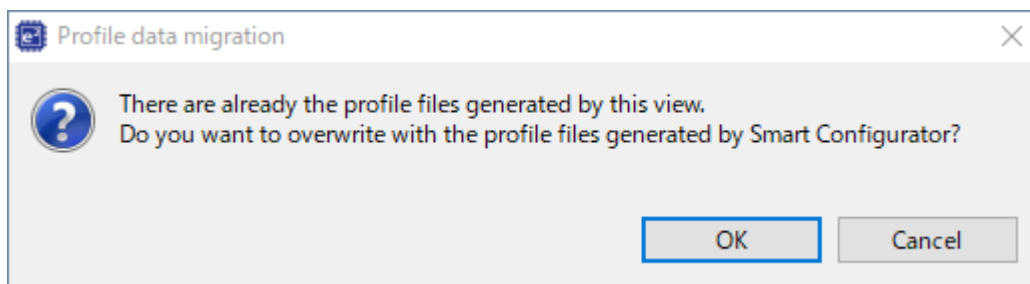 Profile data migration
There are already the profile files generated by this view.
Do you want to overwrite with the profile files generated by Smart Configurator?
OK
Cancel